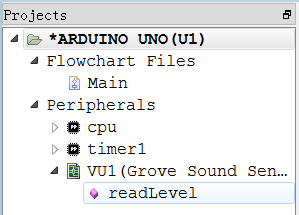 Projects
*ARDUINO UNO(U1)
Flowchart Files
Main
Peripherals
cpu
timer1
VU1(Grove Sound Sen...
readLevel